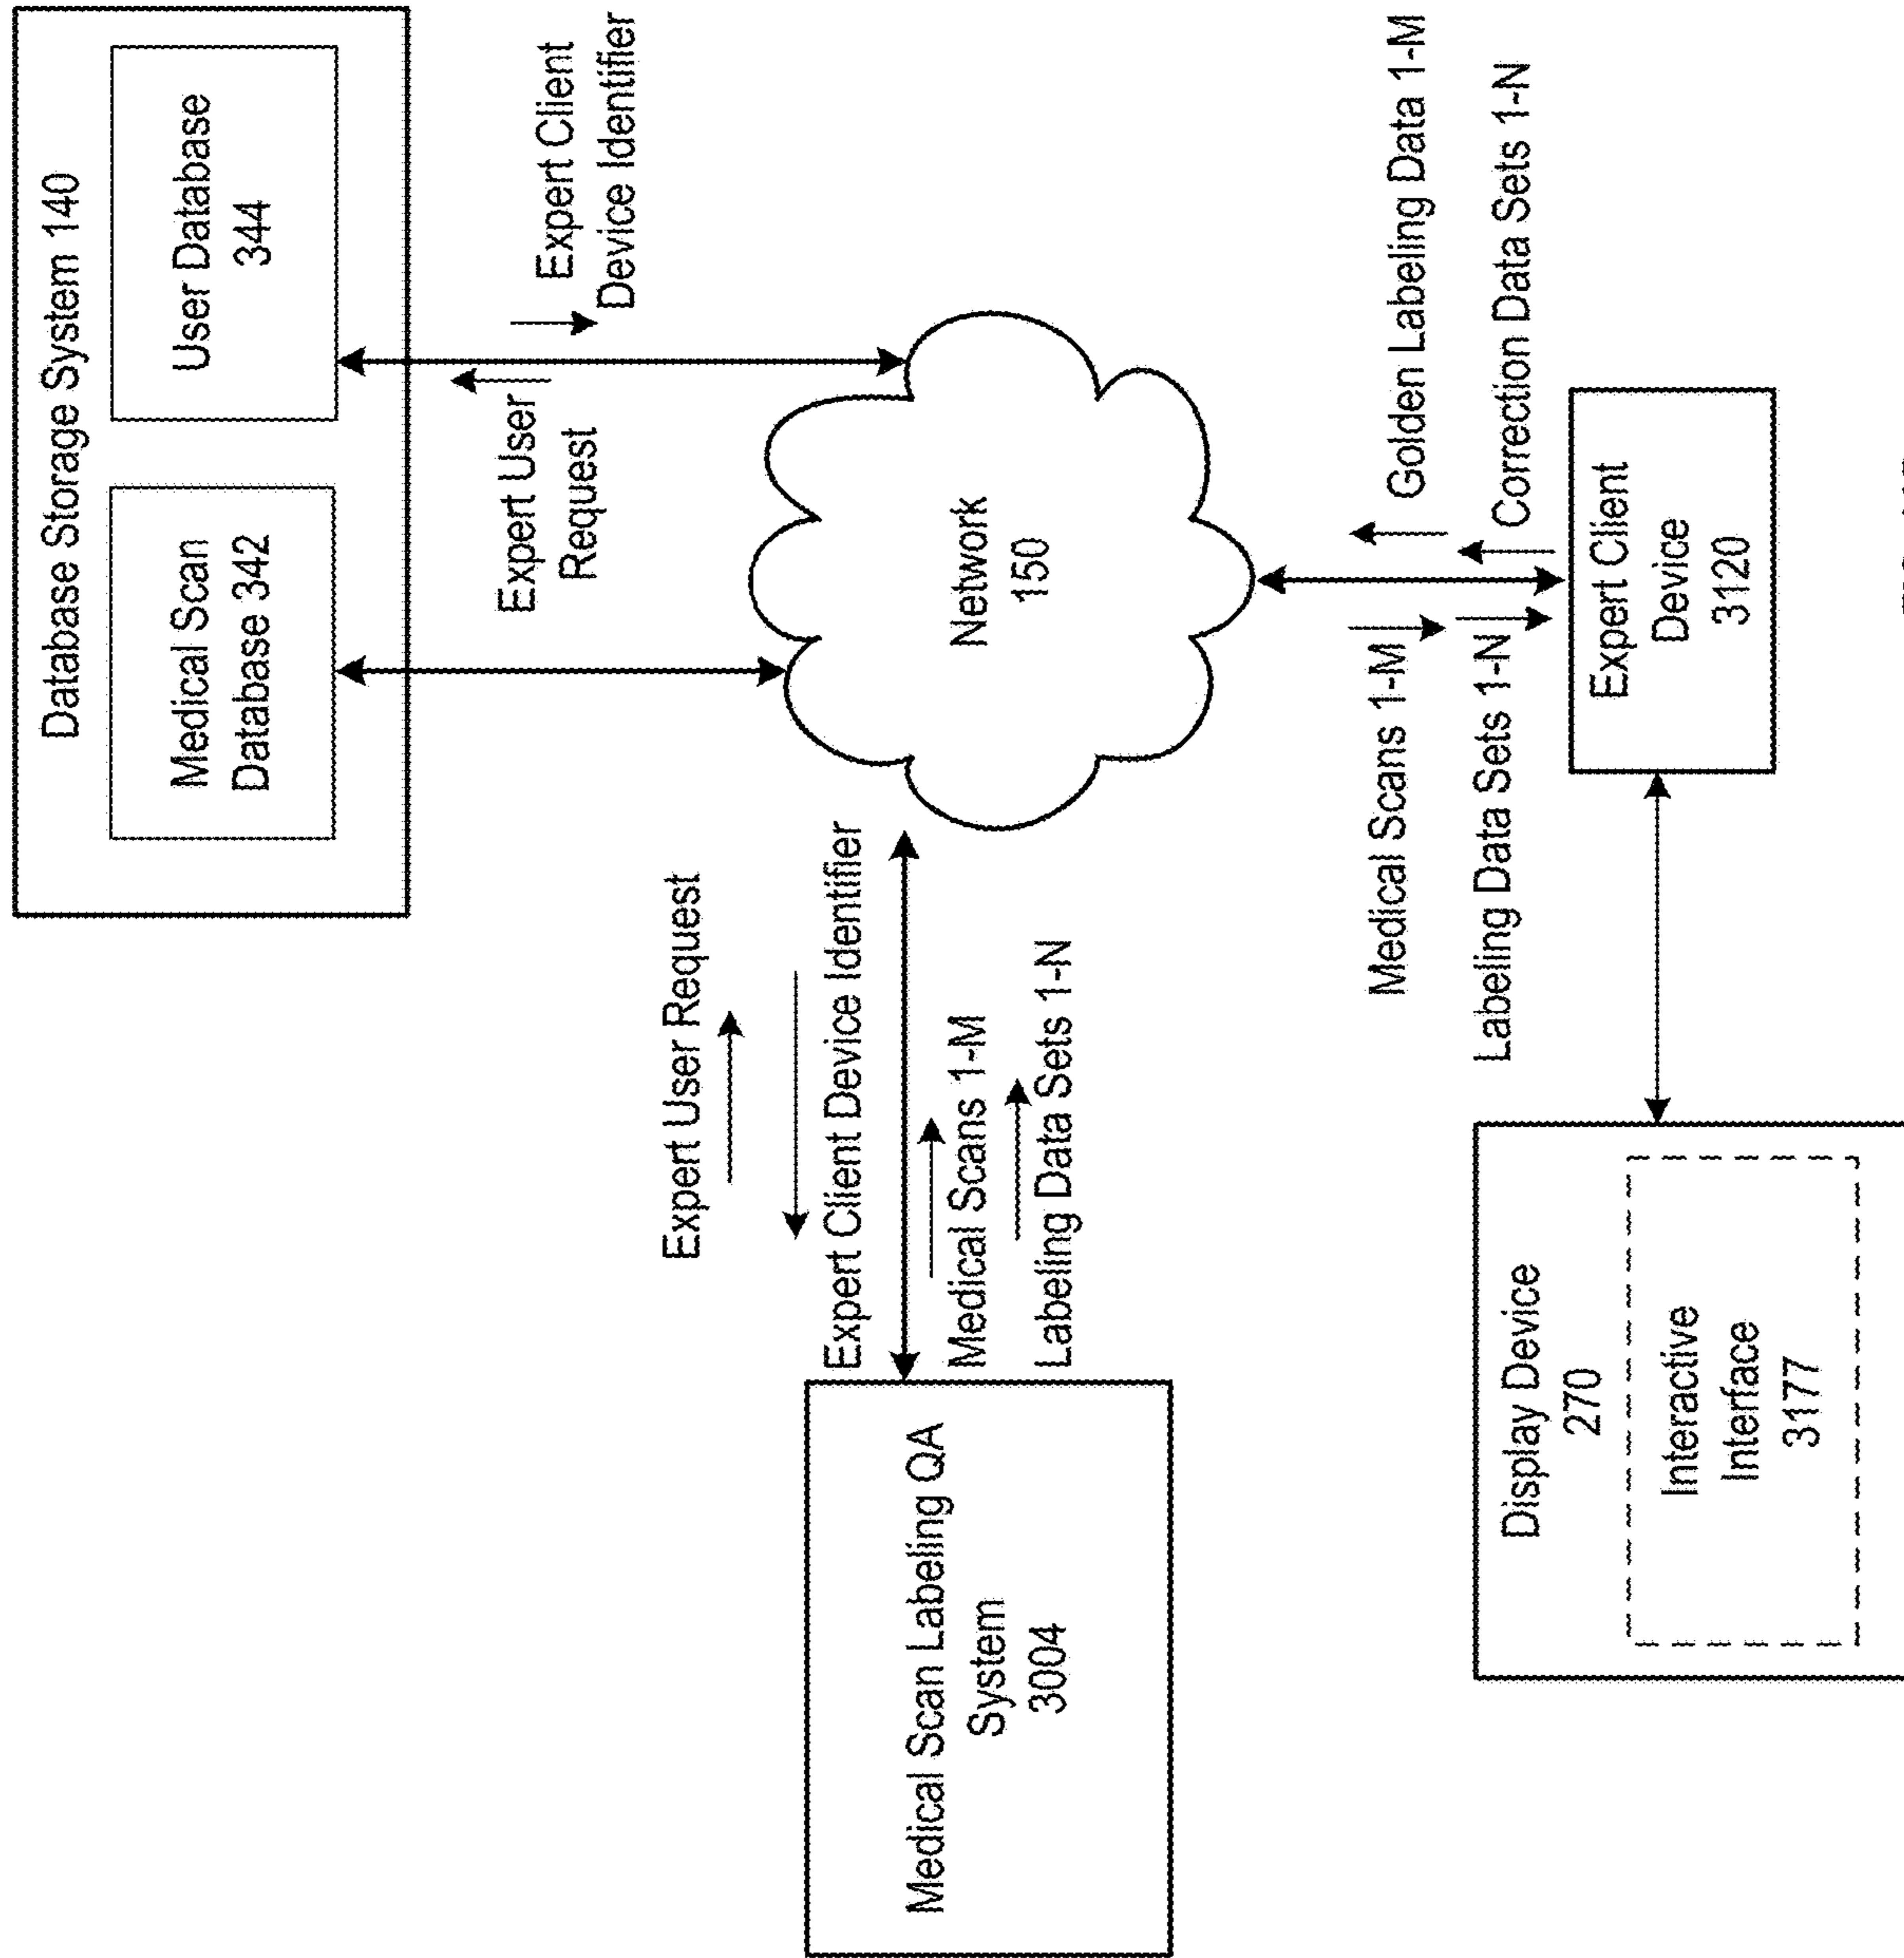 Database Storage System 140
Medical Scan
Database 342
User Database
344
Expert User
Request
Expert Client
Device Identifier
Expert User Request
Expert Client Device Identifier
Medical Scans 1-M
Labeling Data Sets 1-N
Medical Scan Labeling QA
System
3004
Network
150
Medical Scans 1-M
Labeling Data Sets 1-N
Golden Labeling Data 1-M
Correction Data Sets 1-N
Display Device
270
Interactive
Interface
3177
Expert Client
Device
3120